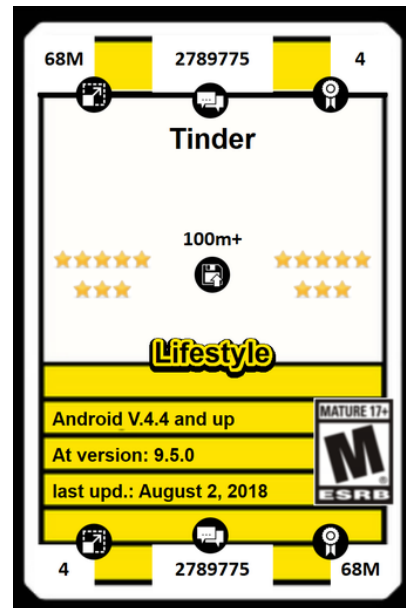 68M 2789775 4
Tinder
100m+
Lifestyle
Android V.4.4 and up
At version: 9.5.0
last upd.: August 2, 2018
MATURE 17+
M
®
ESRB
4 2789775 68M